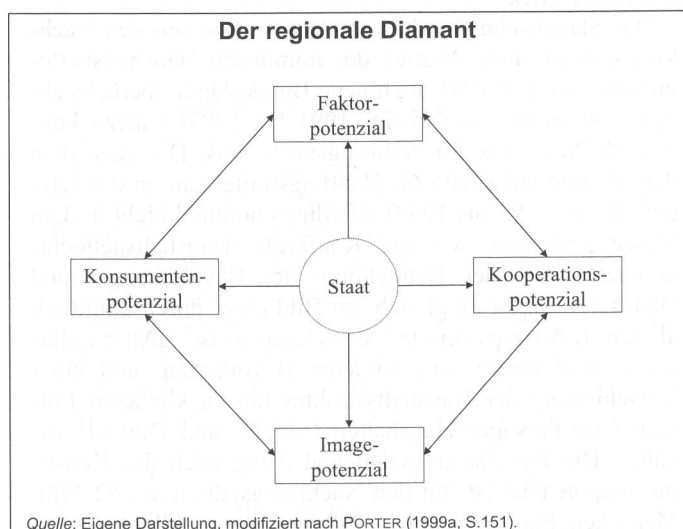 Der regionale Diamant
Faktor-
potenzial
Konsumenten-
potenzial
Staat
Kooperations-
potenzial
Image-
potenzial
Quelle: Eigene Darstellung, modifiziert nach PORTER (1999a, S.151).